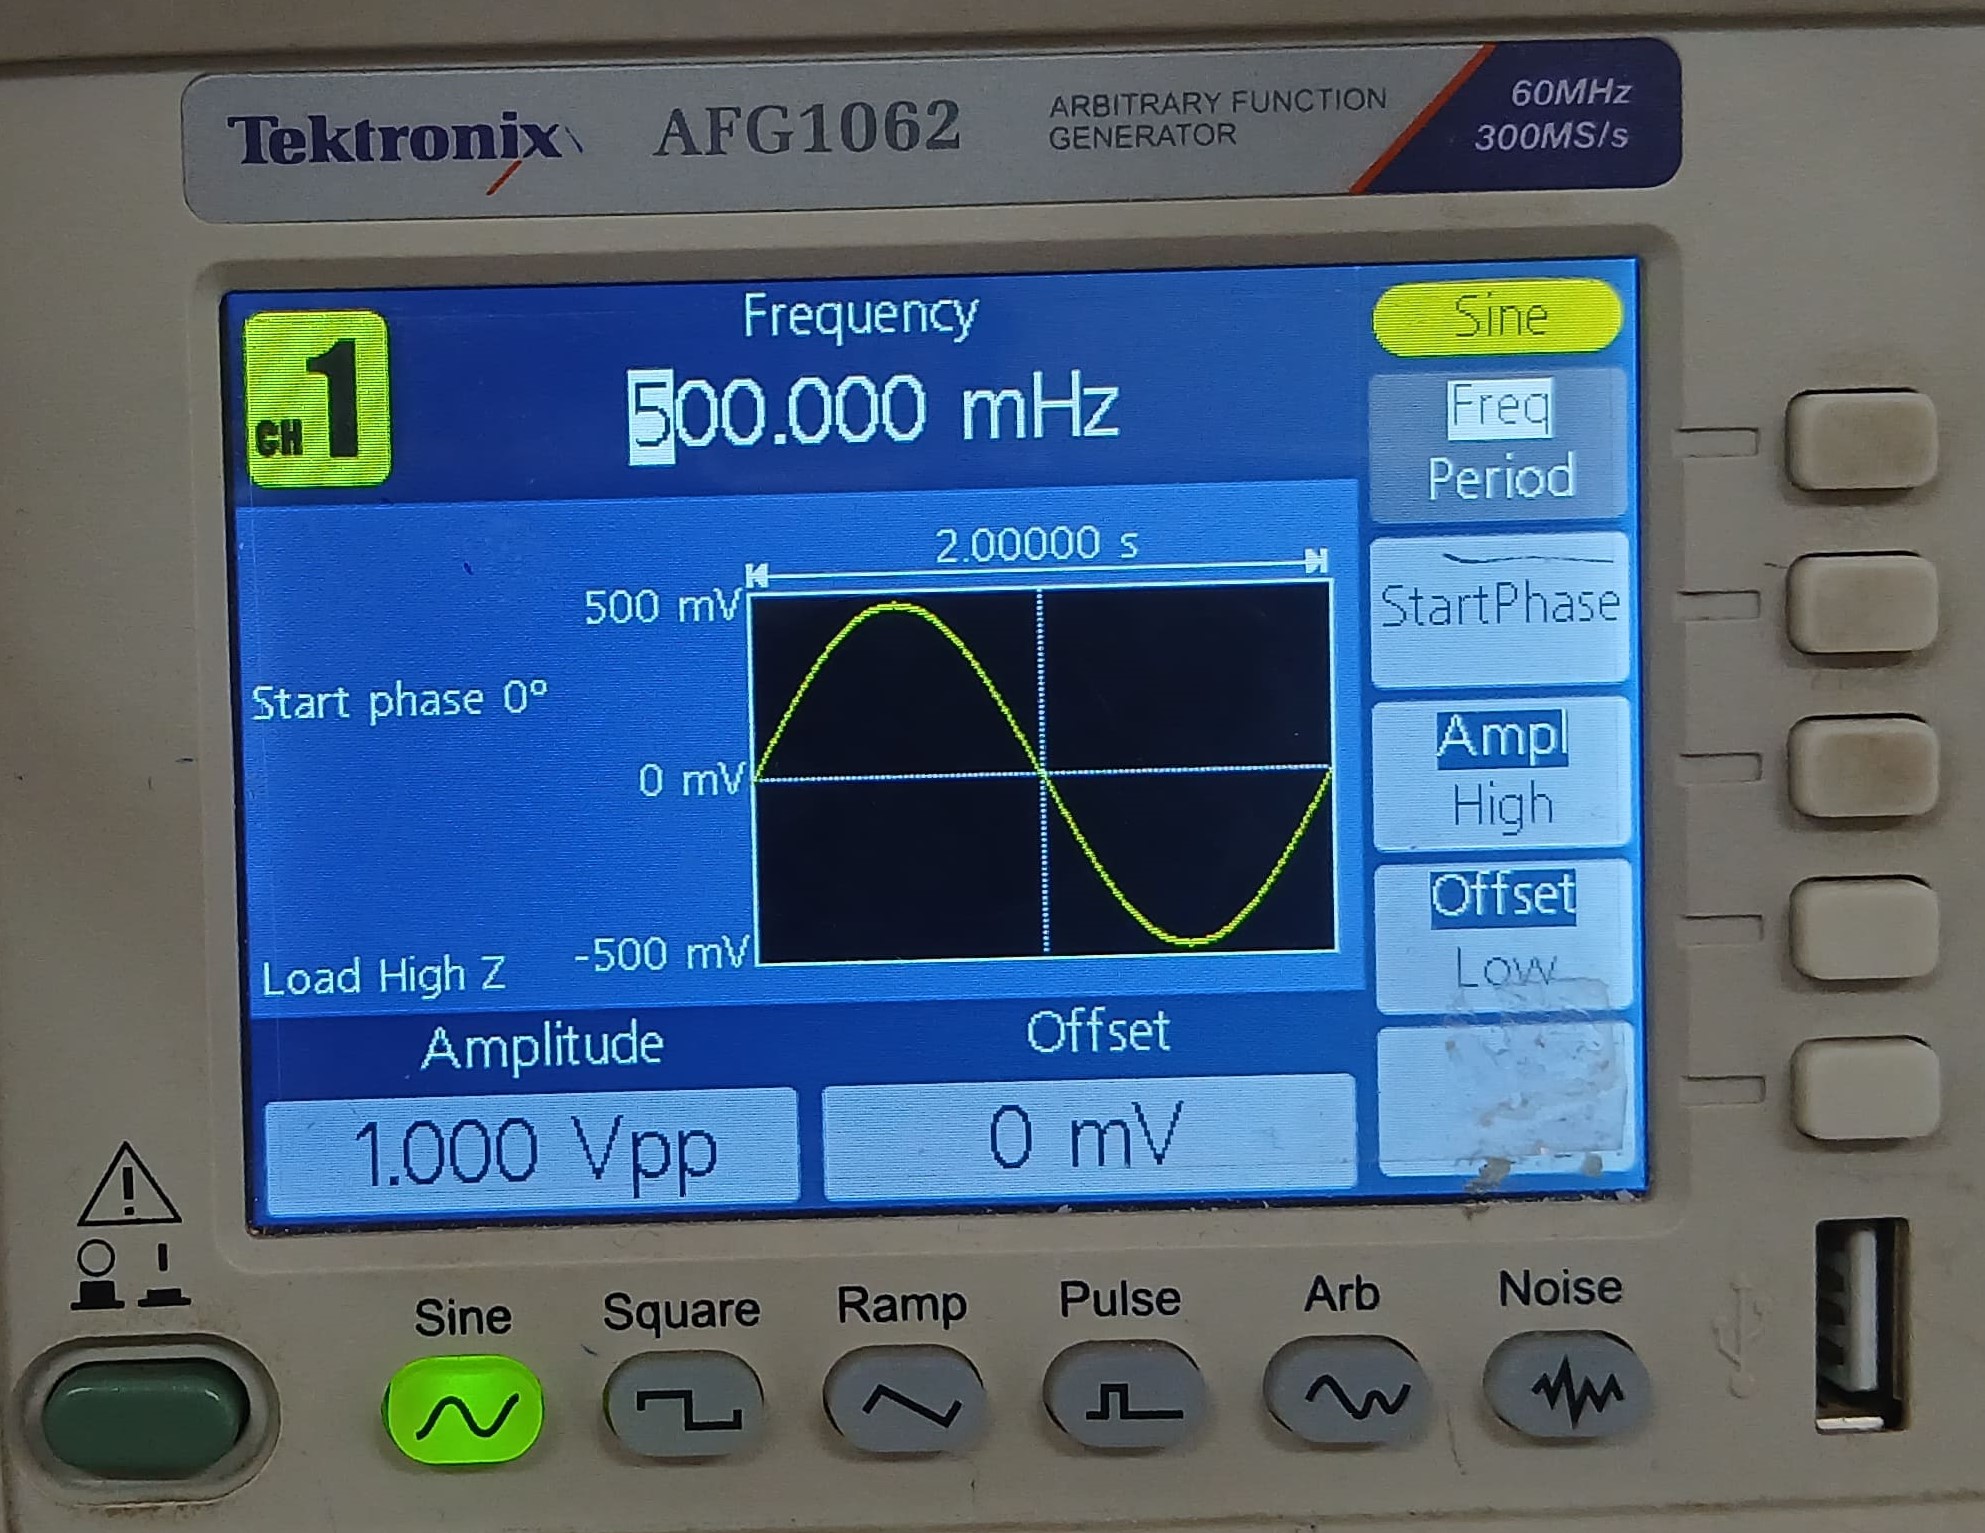 Tektronix AFG1062 ARBITRARY FUNCTION GENERATOR
60MHz
300MS/s
CH 1
Frequency
500.000 mHz
Sine
Freq
Period
StartPhase
Ampl
High
Offset
Low
2.00000 s
500 mV
Start phase 0°
0 mV
Load High Z
-500 mV
Amplitude
1.000 Vpp
Offset
0 mV
Sine
Square
Ramp
Pulse
Arb
Noise